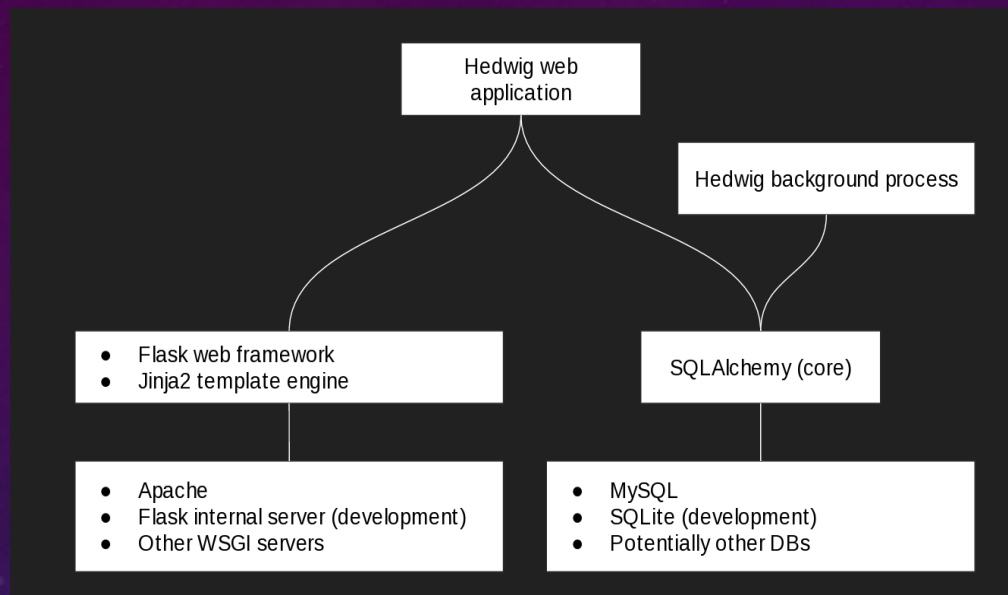 Hedwig web
application
Hedwig background process
● Flask web framework
● Jinja2 template engine
SQLAlchemy (core)
● Apache
● Flask internal server (development)
● Other WSGI servers
● MySQL
● SQLite (development)
● Potentially other DBs